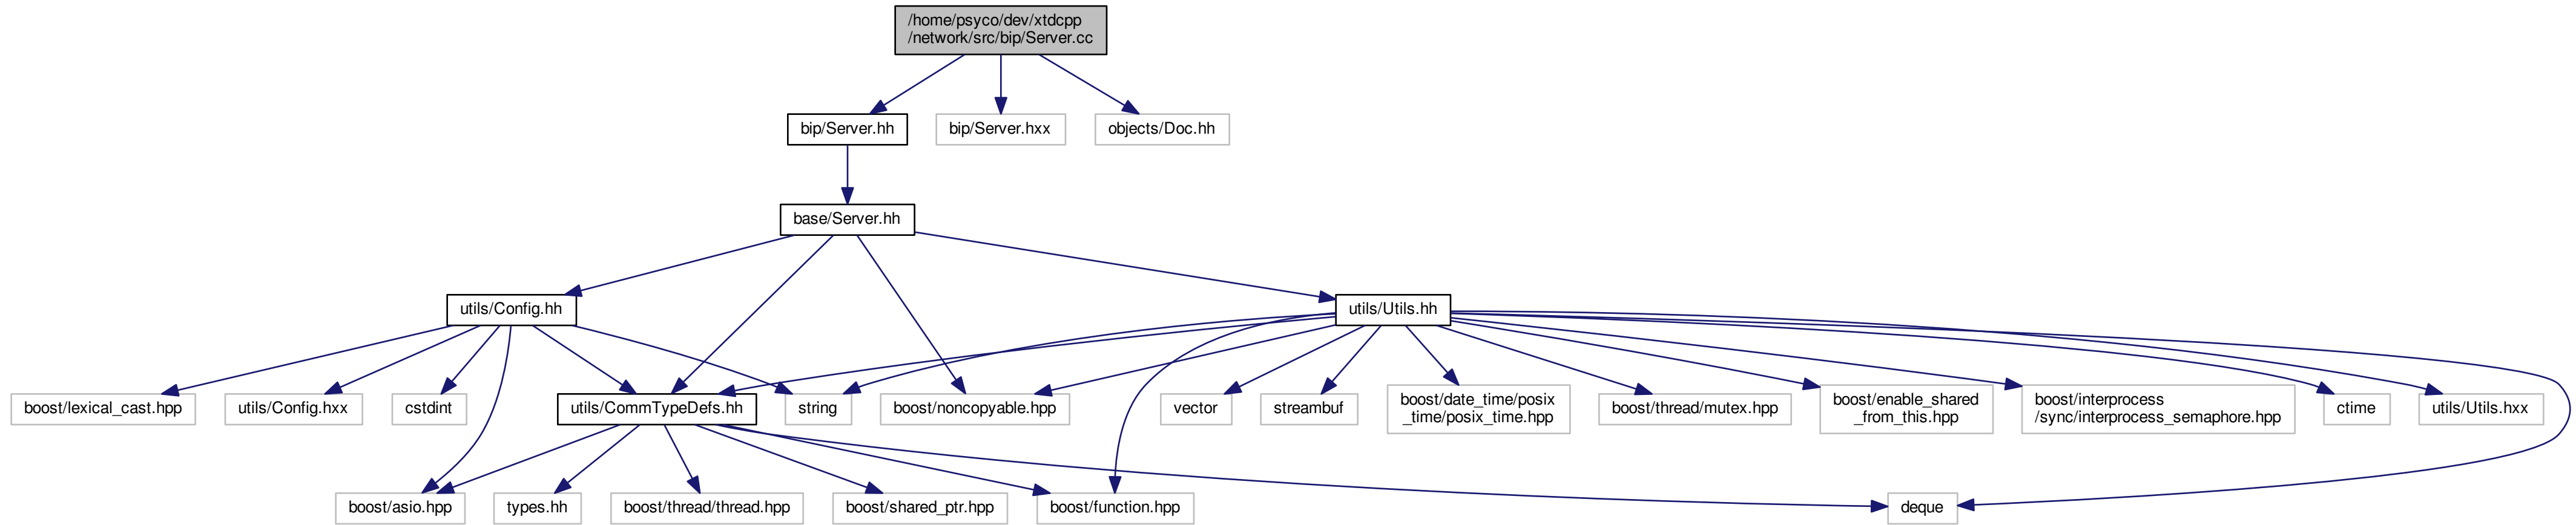 /home/psyco/dev/xtdcpp
/network/src/bip/Server.cc
bip/Server.hh
bip/Server.hxx
objects/Doc.hh
base/Server.hh
utils/Config.hh
utils/Utils.hh
boost/lexical_cast.hpp
utils/Config.hxx
cstdint
utils/CommTypeDefs.hh
string
boost/noncopyable.hpp
vector
streambuf
boost/date_time/posix
_time/posix_time.hpp
boost/thread/mutex.hpp
boost/enable_shared
_from_this.hpp
boost/interprocess
/sync/interprocess_semaphore.hpp
ctime
utils/Utils.hxx
boost/asio.hpp
types.hh
boost/thread/thread.hpp
boost/shared_ptr.hpp
boost/function.hpp
deque